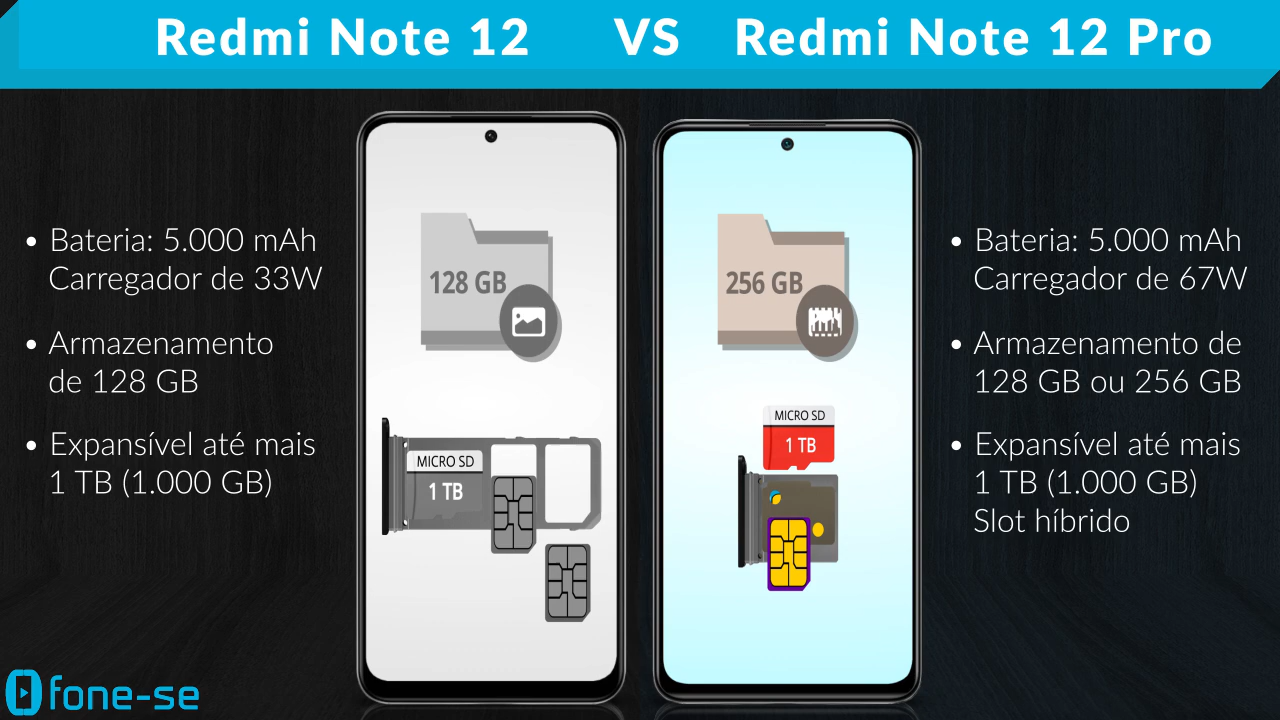 Redmi Note 12 VS Redmi Note 12 Pro
• Bateria: 5.000 mAh
Carregador de 33W
• Armazenamento
de 128 GB
• Expansível até mais
1 TB (1.000 GB)
128 GB
MICRO SD
1 TB
256 GB
MICRO SD
1 TB
• Bateria: 5.000 mAh
Carregador de 67W
• Armazenamento de
128 GB ou 256 GB
• Expansível até mais
1 TB (1.000 GB)
Slot híbrido
fone-se